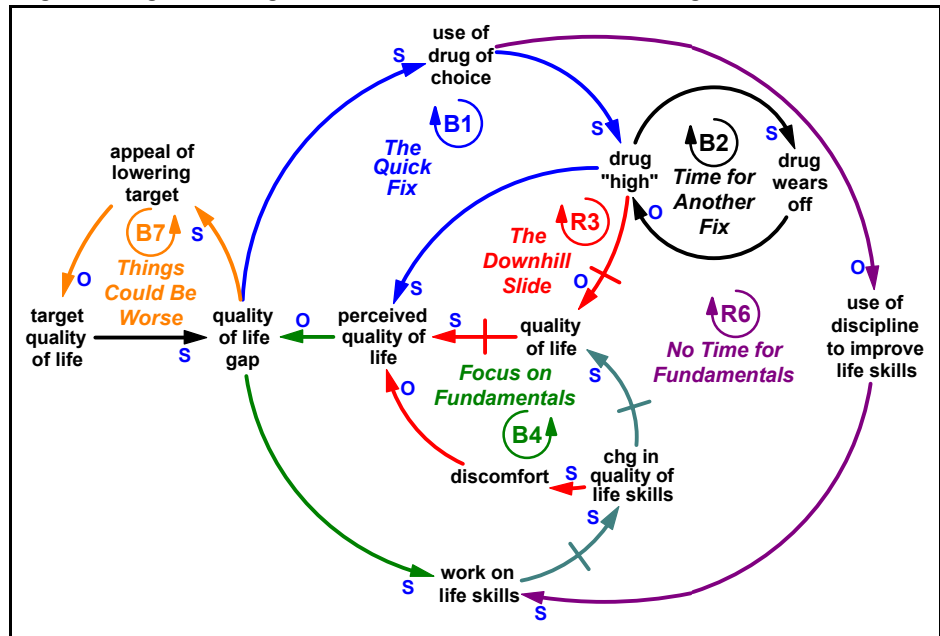 use of
drug of
choice
S
S
B1
The
Quick
Fix
drug
"high"
S
B2
Time for
Another
Fix
drug
wears
off
O
appeal of
lowering
target
S
B7
Things
Could Be
Worse
O
target
quality
of life
S
quality
of life
gap
O
perceived
quality of
life
S
S
R3
The
Downhill
Slide
O
quality
of life
S
R6
No Time for
Fundamentals
O
use of
discipline
to improve
life skills
Focus on
Fundamentals
B4
O
discomfort
S
chg in
quality of
life skills
S
work on
life skills
S
S